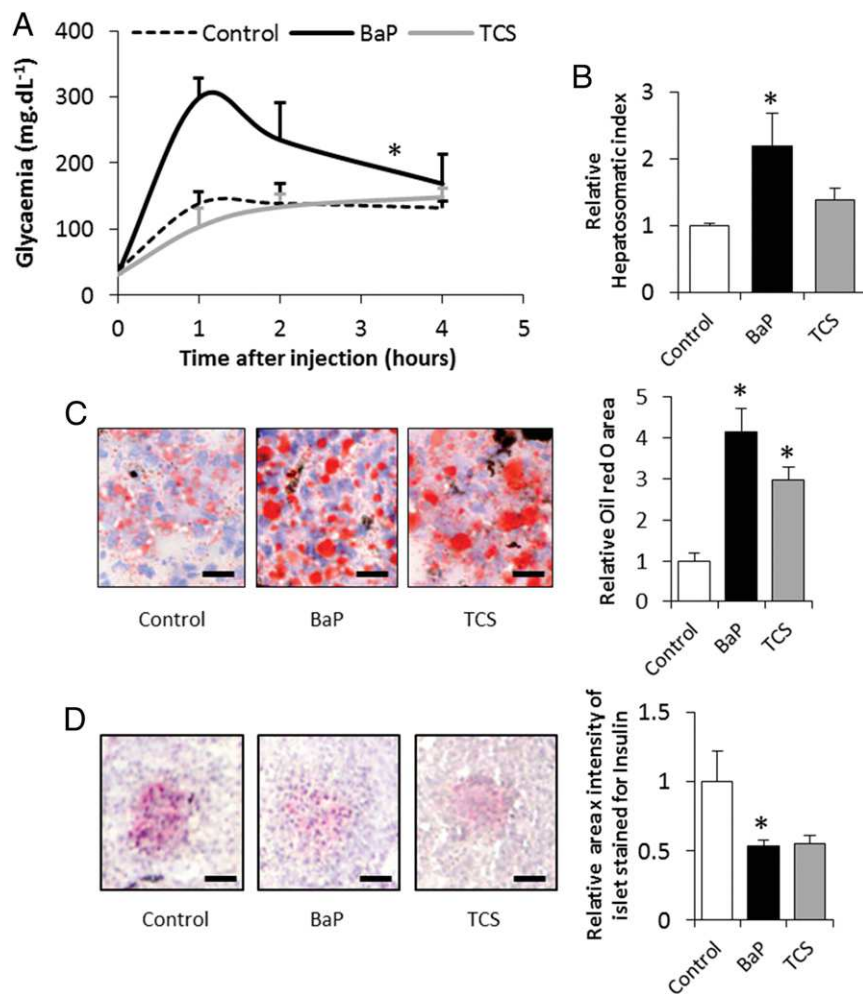 A
Control BaP TCS
Glycaemia (mg.dL-1)
400
300
200
100
0
*
0 1 2 3 4 5
Time after injection (hours)
B
Relative
Hepatosomatic index
3
2
1
0
*
Control BaP TCS
C
Control BaP TCS
Relative Oil red O area
5
4
3
2
1
0
* *
Control BaP TCS
D
Control BaP TCS
Relative area x intensity of
islet stained for Insulin
1.5
1
0.5
0
*
Control BaP TCS